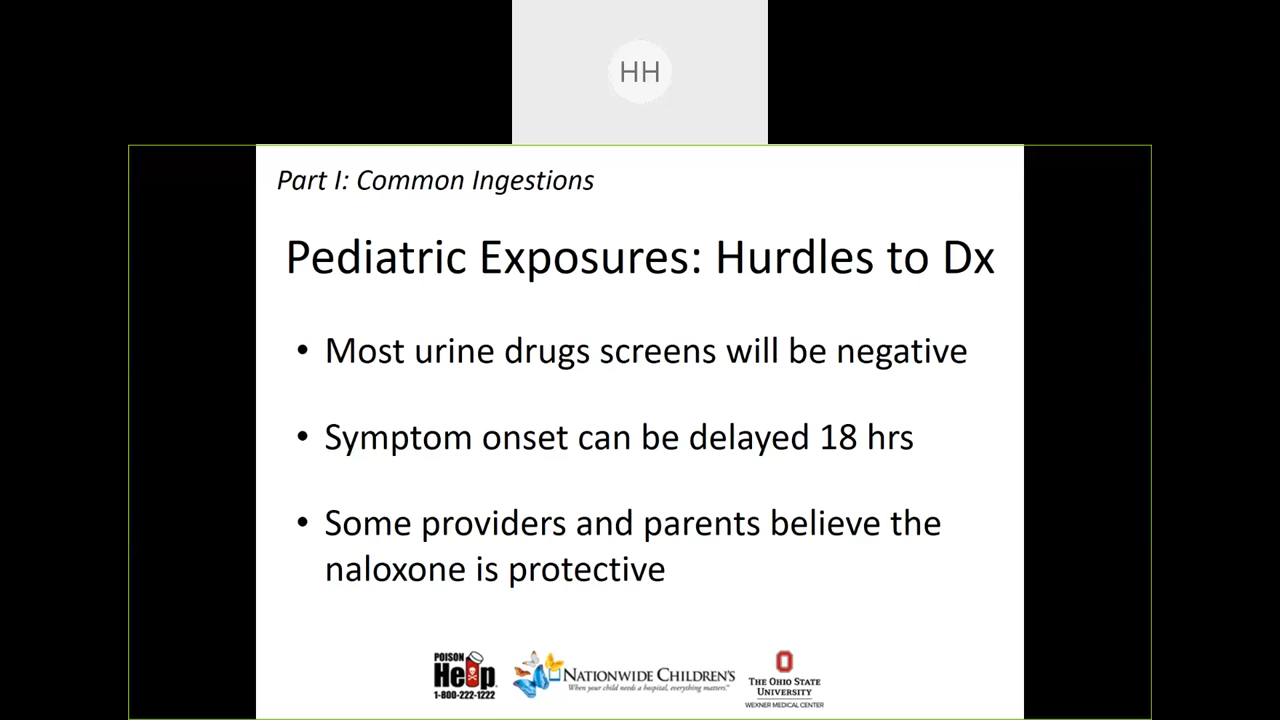 HH
Part I: Common Ingestions
Pediatric Exposures: Hurdles to Dx
• Most urine drugs screens will be negative
• Symptom onset can be delayed 18 hrs
• Some providers and parents believe the
naloxone is protective
POISON
Help
1-800-222-1222
NATIONWIDE CHILDREN'S
When your child needs a hospital, everything matters.
THE OHIO STATE
UNIVERSITY
WEXNER MEDICAL CENTER